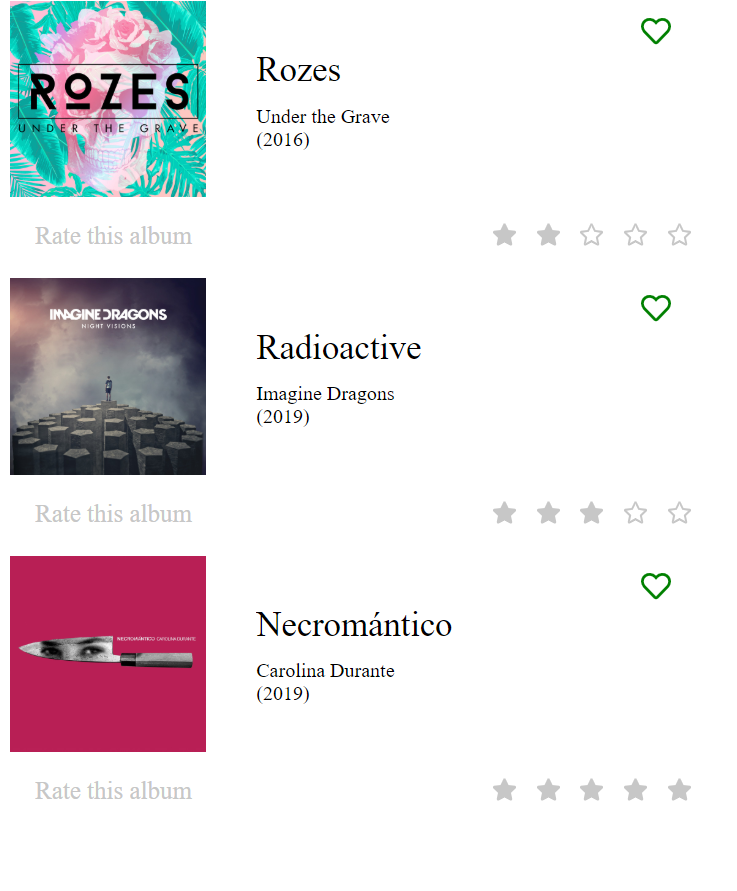 ROZES
UNDER THE GRAVE
Rozes
Under the Grave
(2016)
Rate this album
IMAGINE DRAGONS
NIGHT VISIONS
Radioactive
Imagine Dragons
(2019)
Rate this album
NECROMÁNTICO CAROLINA DURANTE
Necromántico
Carolina Durante
(2019)
Rate this album